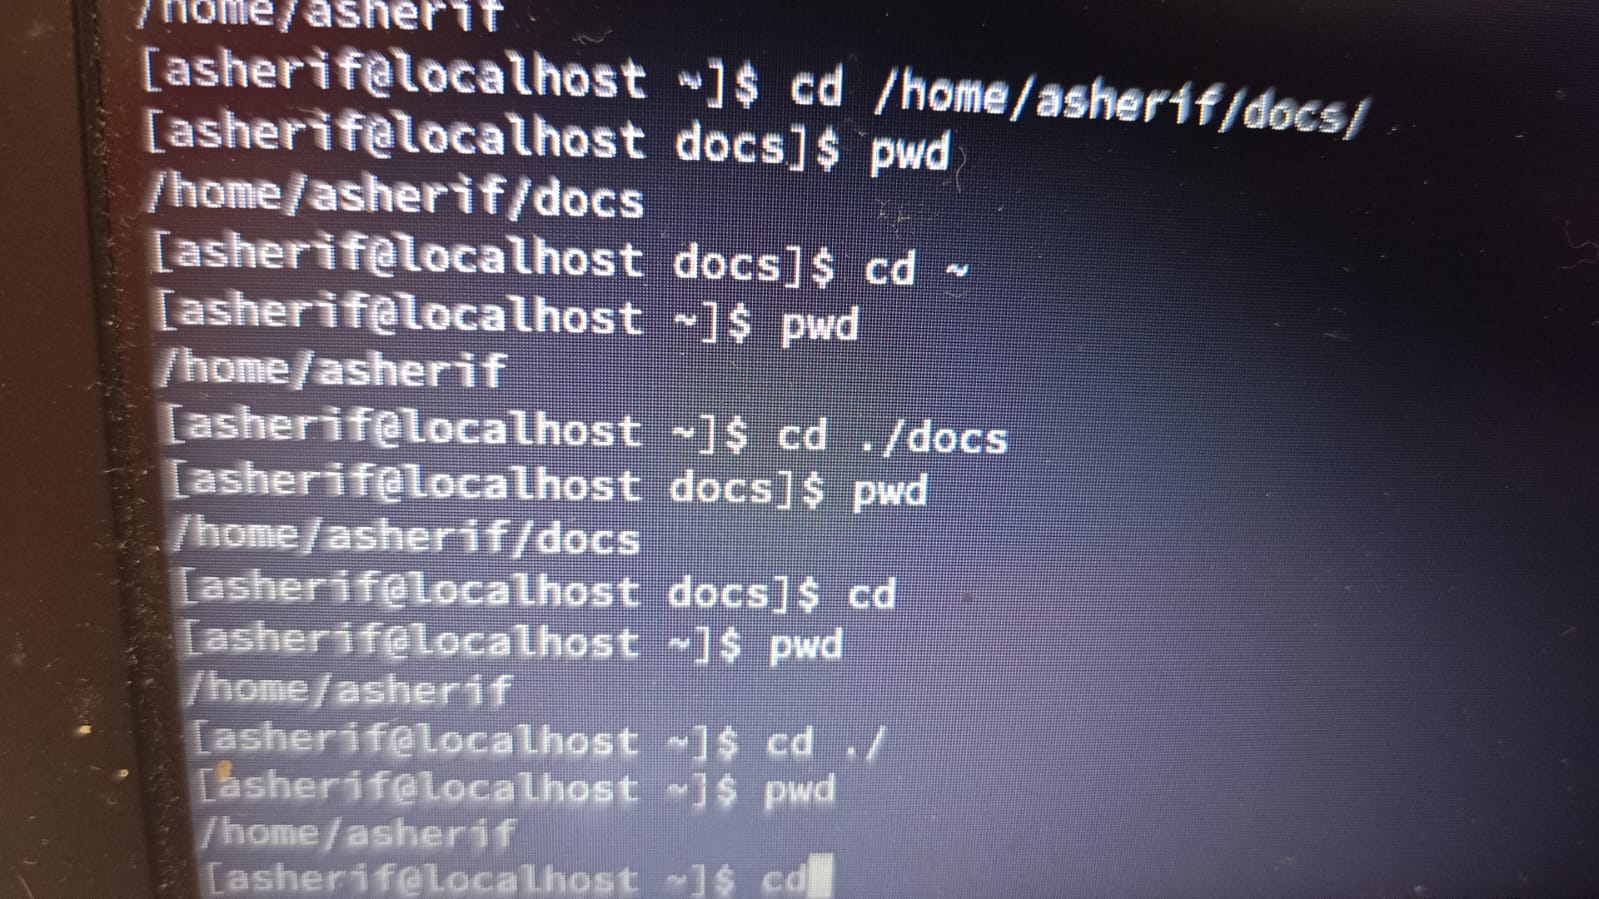 /home/asherif
[asherif@localhost ~]$ cd /home/asherif/docs/
[asherif@localhost docs]$ pwd
/home/asherif/docs
[asherif@localhost docs]$ cd ~
[asherif@localhost ~]$ pwd
/home/asherif
[asherif@localhost ~]$ cd ./docs
[asherif@localhost docs]$ pwd
/home/asherif/docs
[asherif@localhost docs]$ cd
[asherif@localhost ~]$ pwd
/home/asherif
[asherif@localhost ~]$ cd ./
[asherif@localhost ~]$ pwd
/home/asherif
[asherif@localhost ~]$ cd